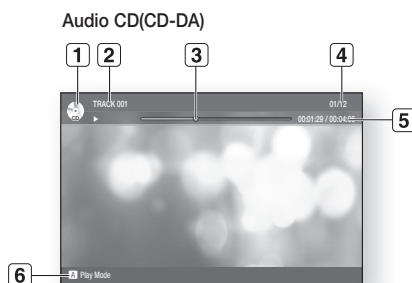 Audio CD(CD-DA)
1 2 3 4
TRACK 001 01/12
CD
00:01:29 / 00:04:05 5
6 A Play Mode